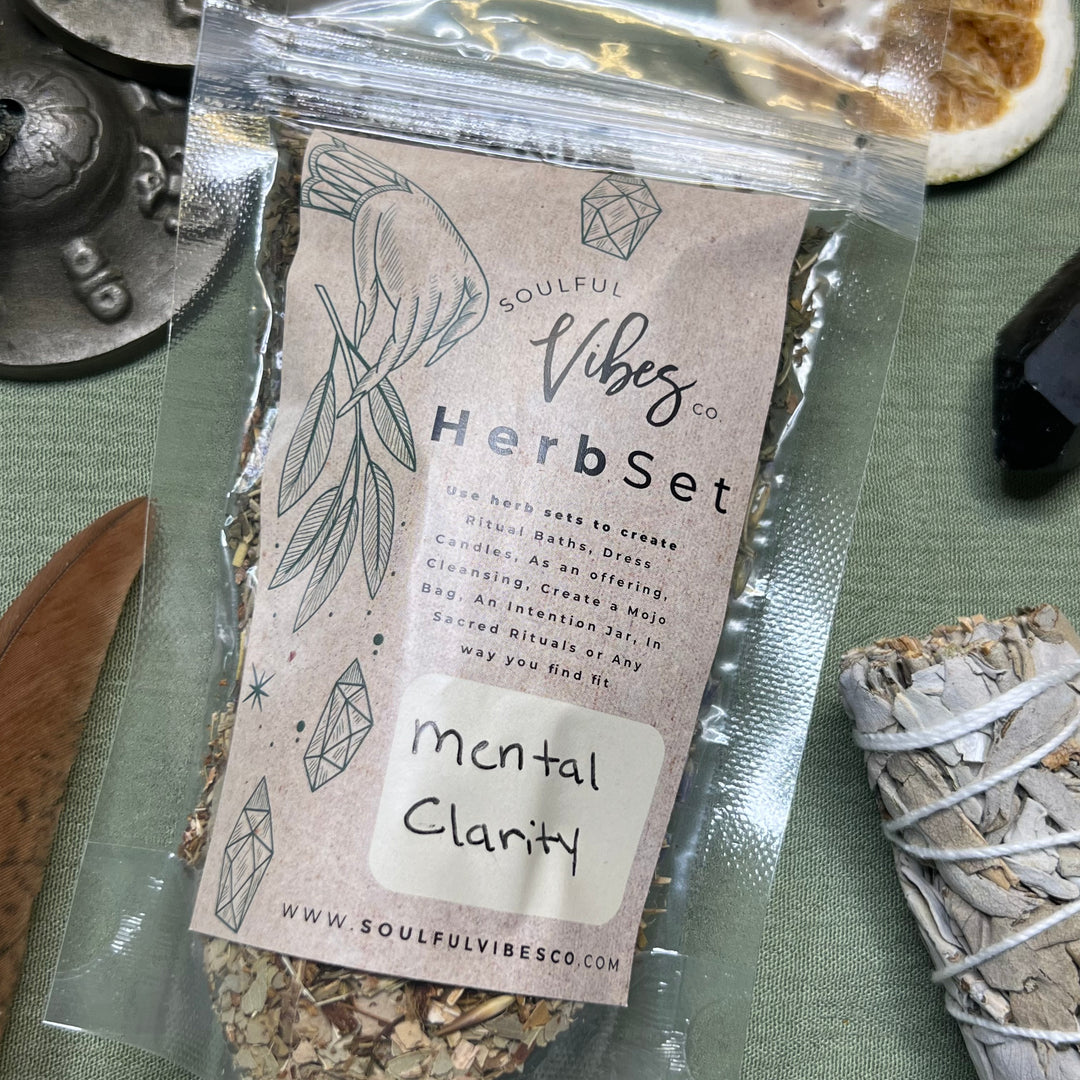 SOULFUL
Vibes
CO.
HerbSet
Use herb sets to create
Ritual Baths, Dress
Candles, As an offering,
Cleansing, Create a Mojo
Bag, An Intention Jar, In
Sacred Rituals or Any
way you find fit
mental
Clarity
WWW.SOULFULVIBESCO.COM